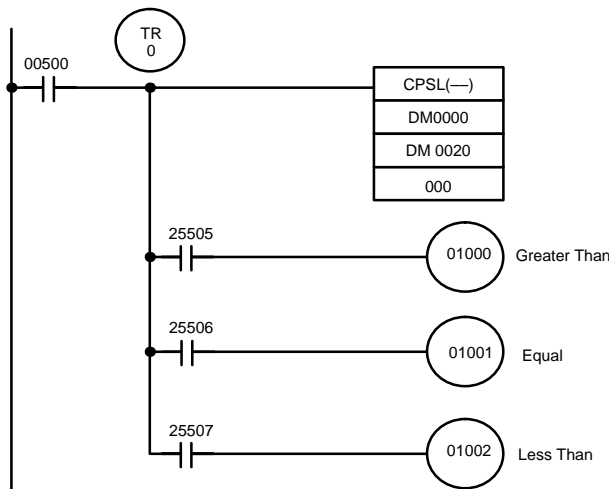 TR
0
00500
CPSL(––)
DM0000
DM 0020
000
25505
01000 Greater Than
25506
01001 Equal
25507
01002 Less Than